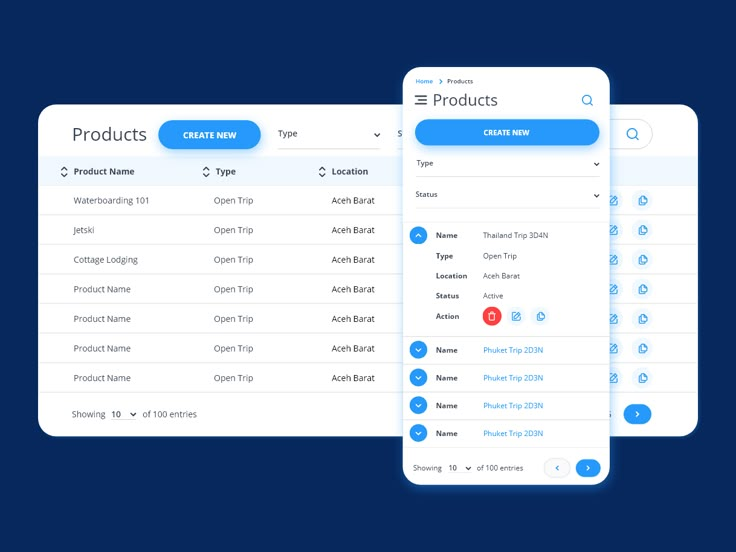 Products
CREATE NEW
Type
Product Name
Type
Location
Waterboarding 101
Open Trip
Aceh Barat
Jetski
Open Trip
Aceh Barat
Cottage Lodging
Open Trip
Aceh Barat
Product Name
Open Trip
Aceh Barat
Product Name
Open Trip
Aceh Barat
Product Name
Open Trip
Aceh Barat
Product Name
Open Trip
Aceh Barat
Showing 10 of 100 entries
Home Products
Products
CREATE NEW
Type
Status
Name Thailand Trip 3D4N
Type Open Trip
Location Aceh Barat
Status Active
Action
Name Phuket Trip 2D3N
Name Phuket Trip 2D3N
Name Phuket Trip 2D3N
Name Phuket Trip 2D3N
Showing 10 of 100 entries